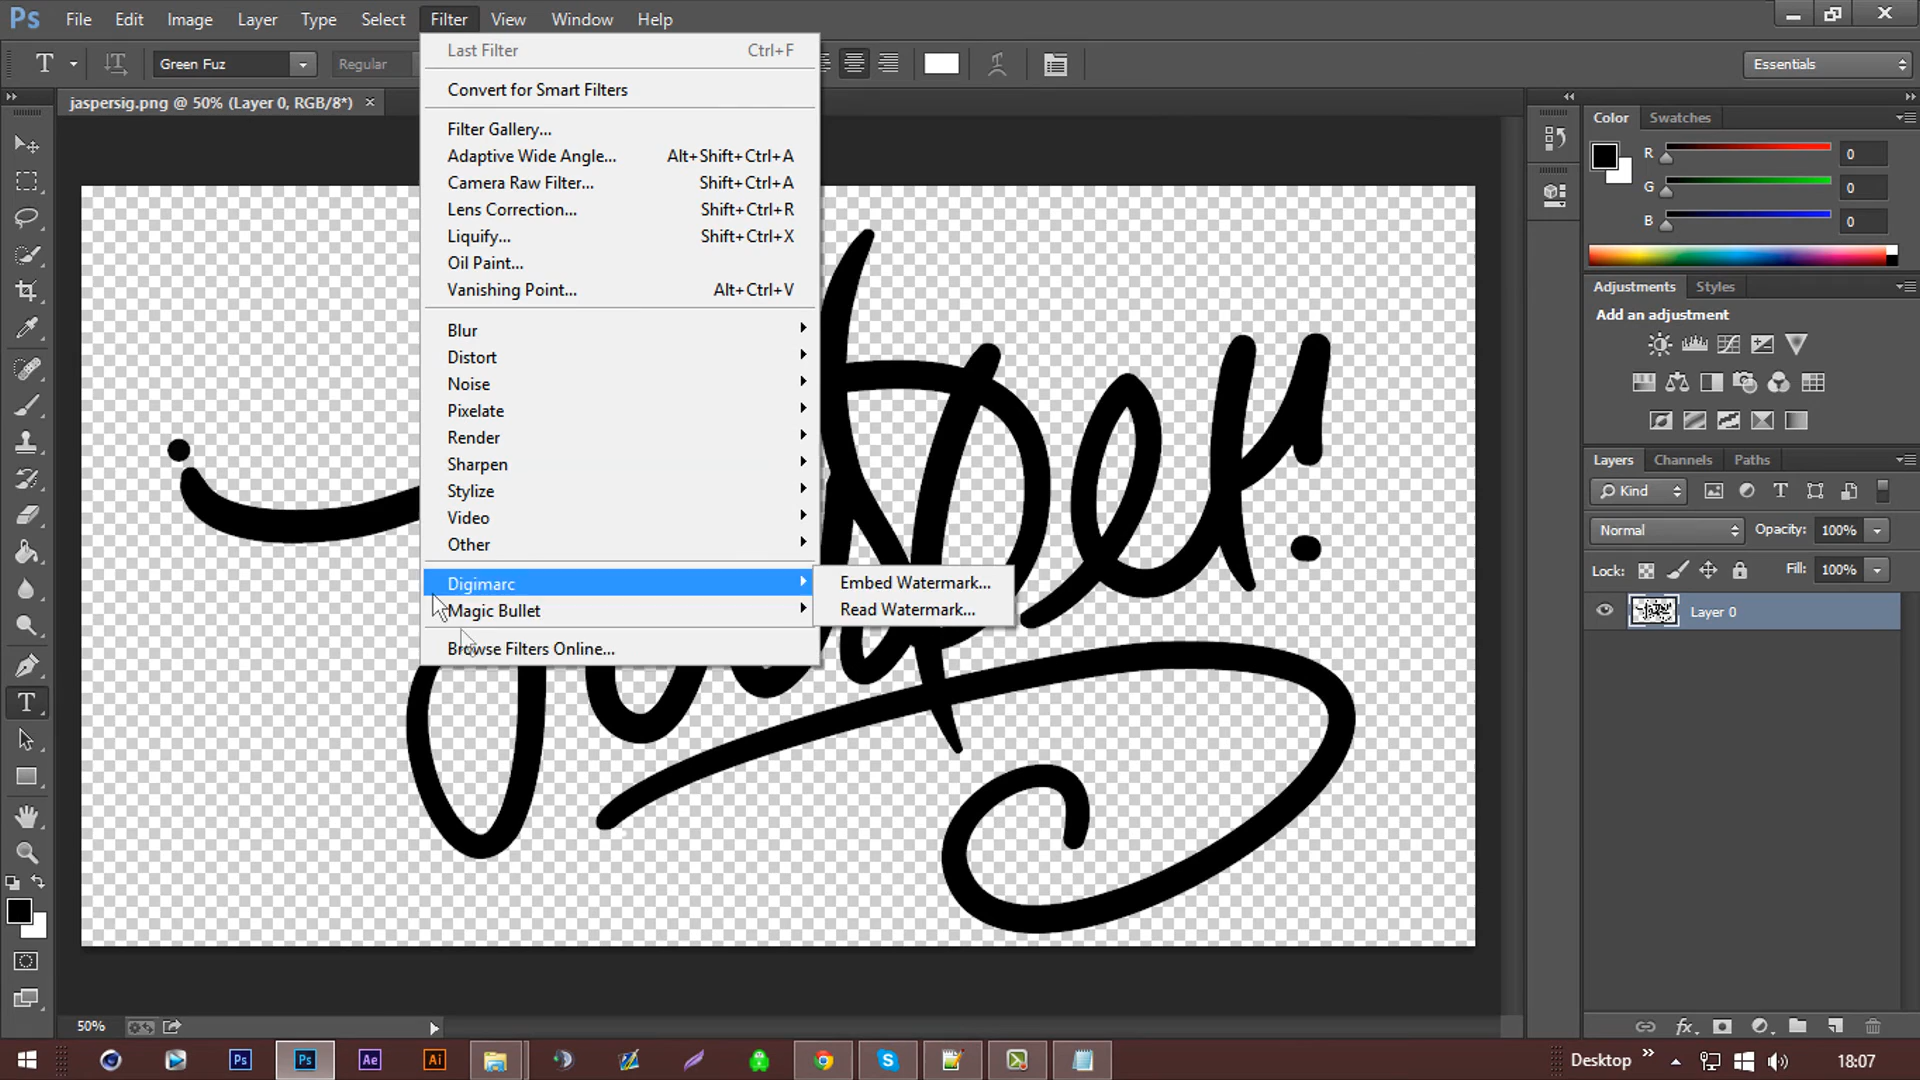 Ps File Edit Image Layer Type Select Filter View Window Help
T Green Fuz Regular Essentials
jaspersig.png @ 50% (Layer 0, RGB/8*)
Last Filter Ctrl+F
Convert for Smart Filters
Filter Gallery...
Adaptive Wide Angle... Alt+Shift+Ctrl+A
Camera Raw Filter... Shift+Ctrl+A
Lens Correction... Shift+Ctrl+R
Liquify... Shift+Ctrl+X
Oil Paint...
Vanishing Point... Alt+Ctrl+V
Blur
Distort
Noise
Pixelate
Render
Sharpen
Stylize
Video
Other
Digimarc
Magic Bullet
Browse Filters Online...
Embed Watermark...
Read Watermark...
Color Swatches
R 0
G 0
B 0
Adjustments Styles
Add an adjustment
Layers Channels Paths
Kind
Normal Opacity: 100%
Lock: Fill: 100%
Layer 0
50%
Ps Ps Ae Ai Desktop 18:07